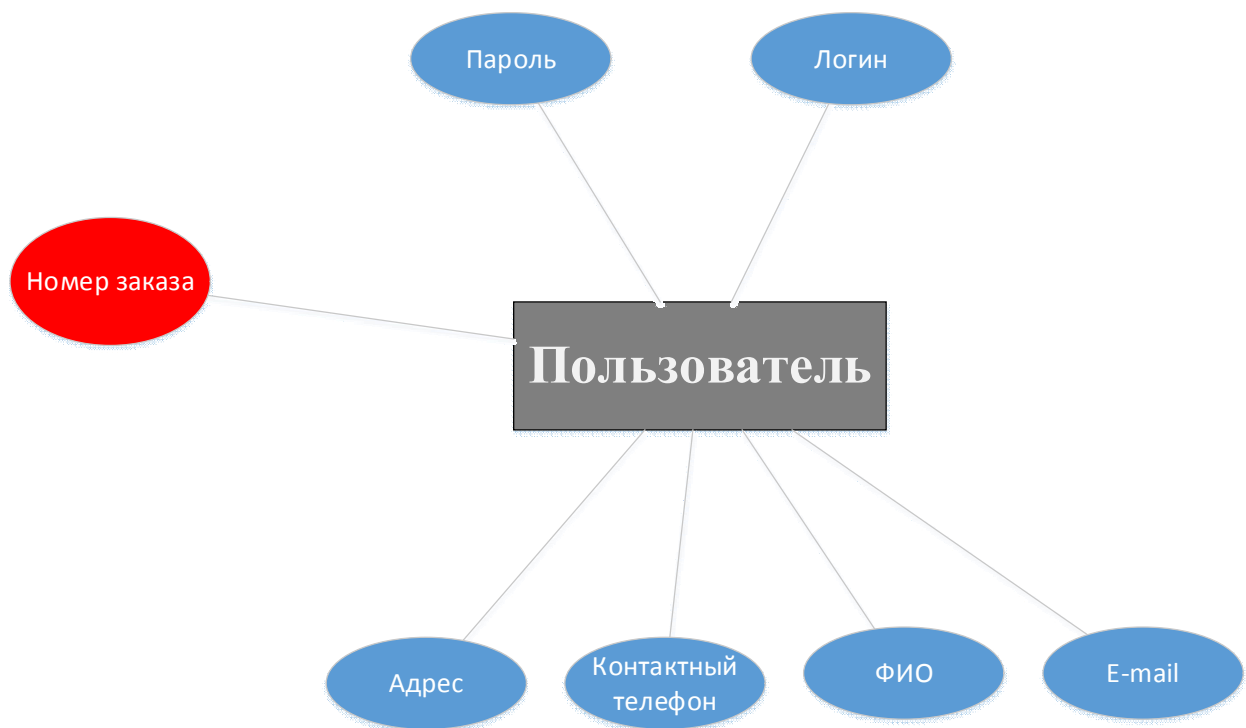 Пароль
Логин
Номер заказа
Пользователь
Адрес
Контактный
телефон
ФИО
E-mail